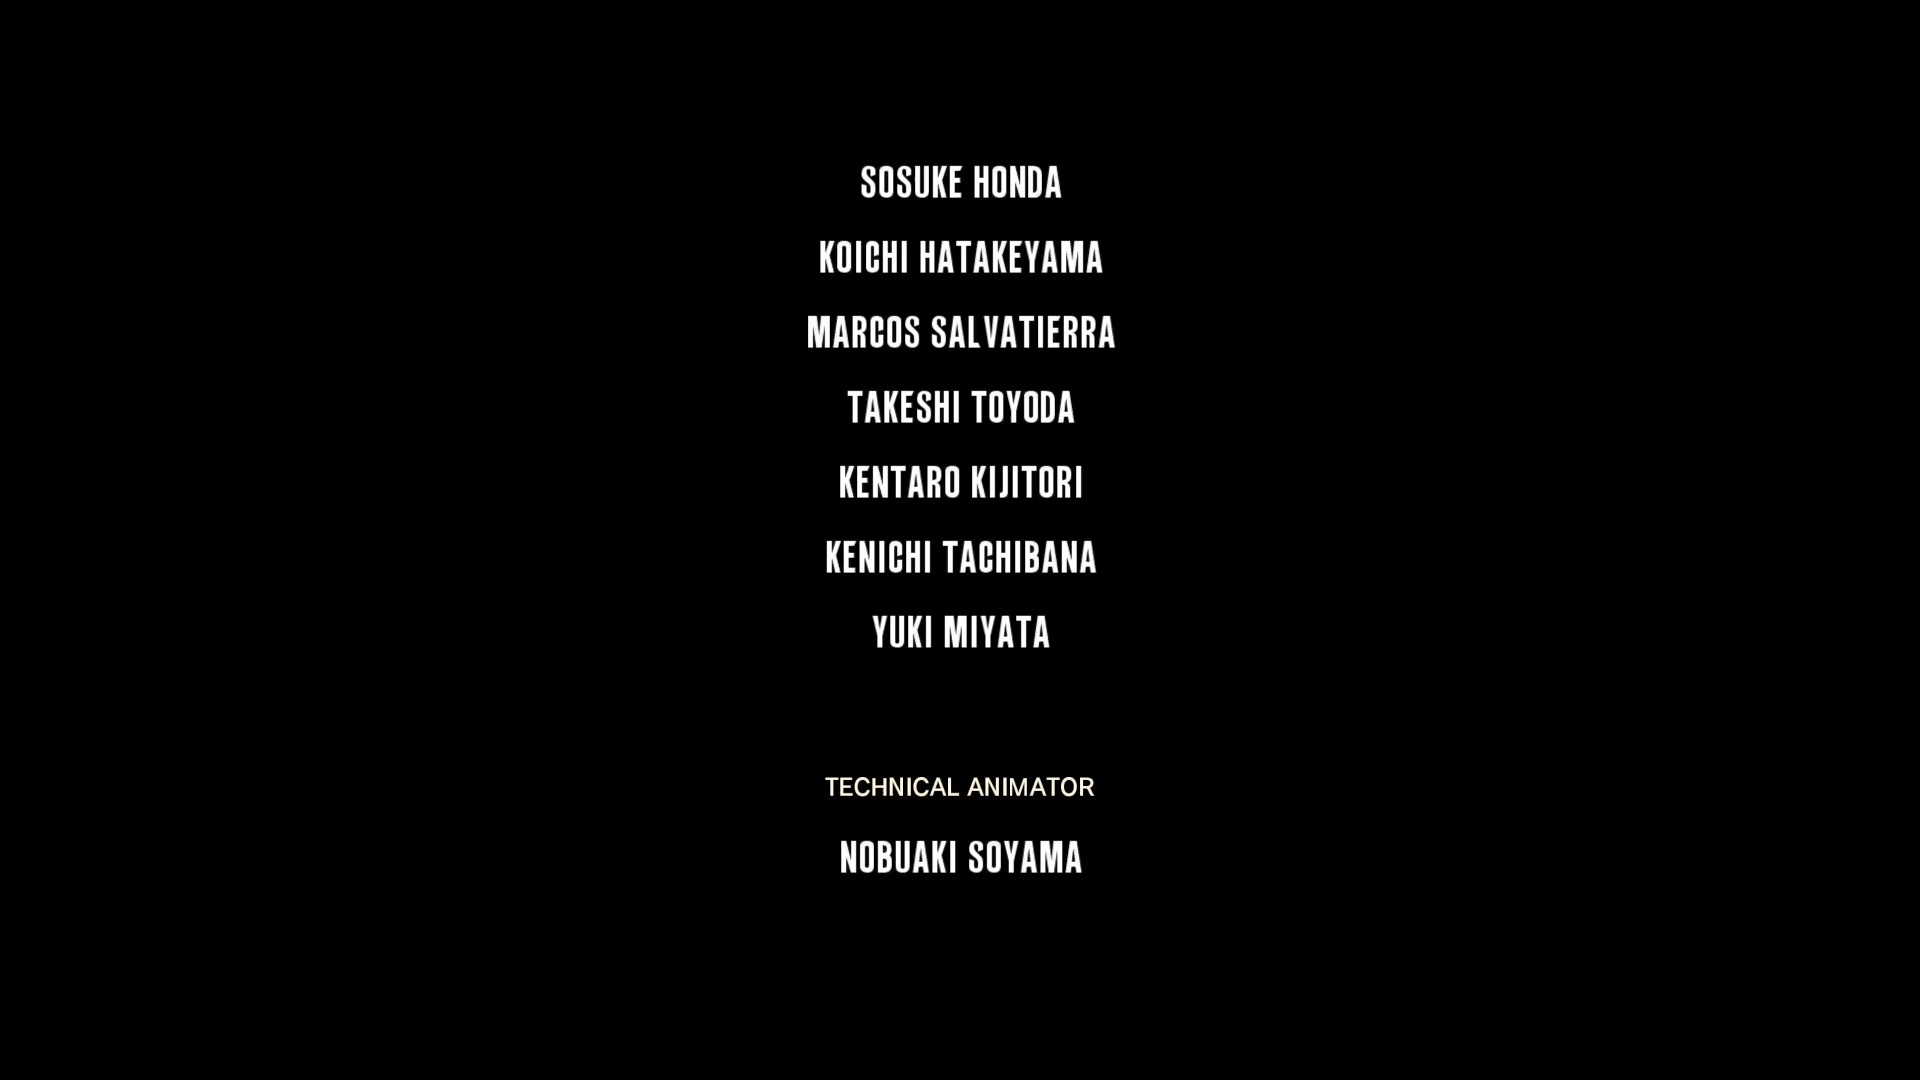 SOSUKE HONDA
KOICHI HATAKEYAMA
MARCOS SALVATIERRA
TAKESHI TOYODA
KENTARO KIJITORI
KENICHI TACHIBANA
YUKI MIYATA
TECHNICAL ANIMATOR
NOBUAKI SOYAMA